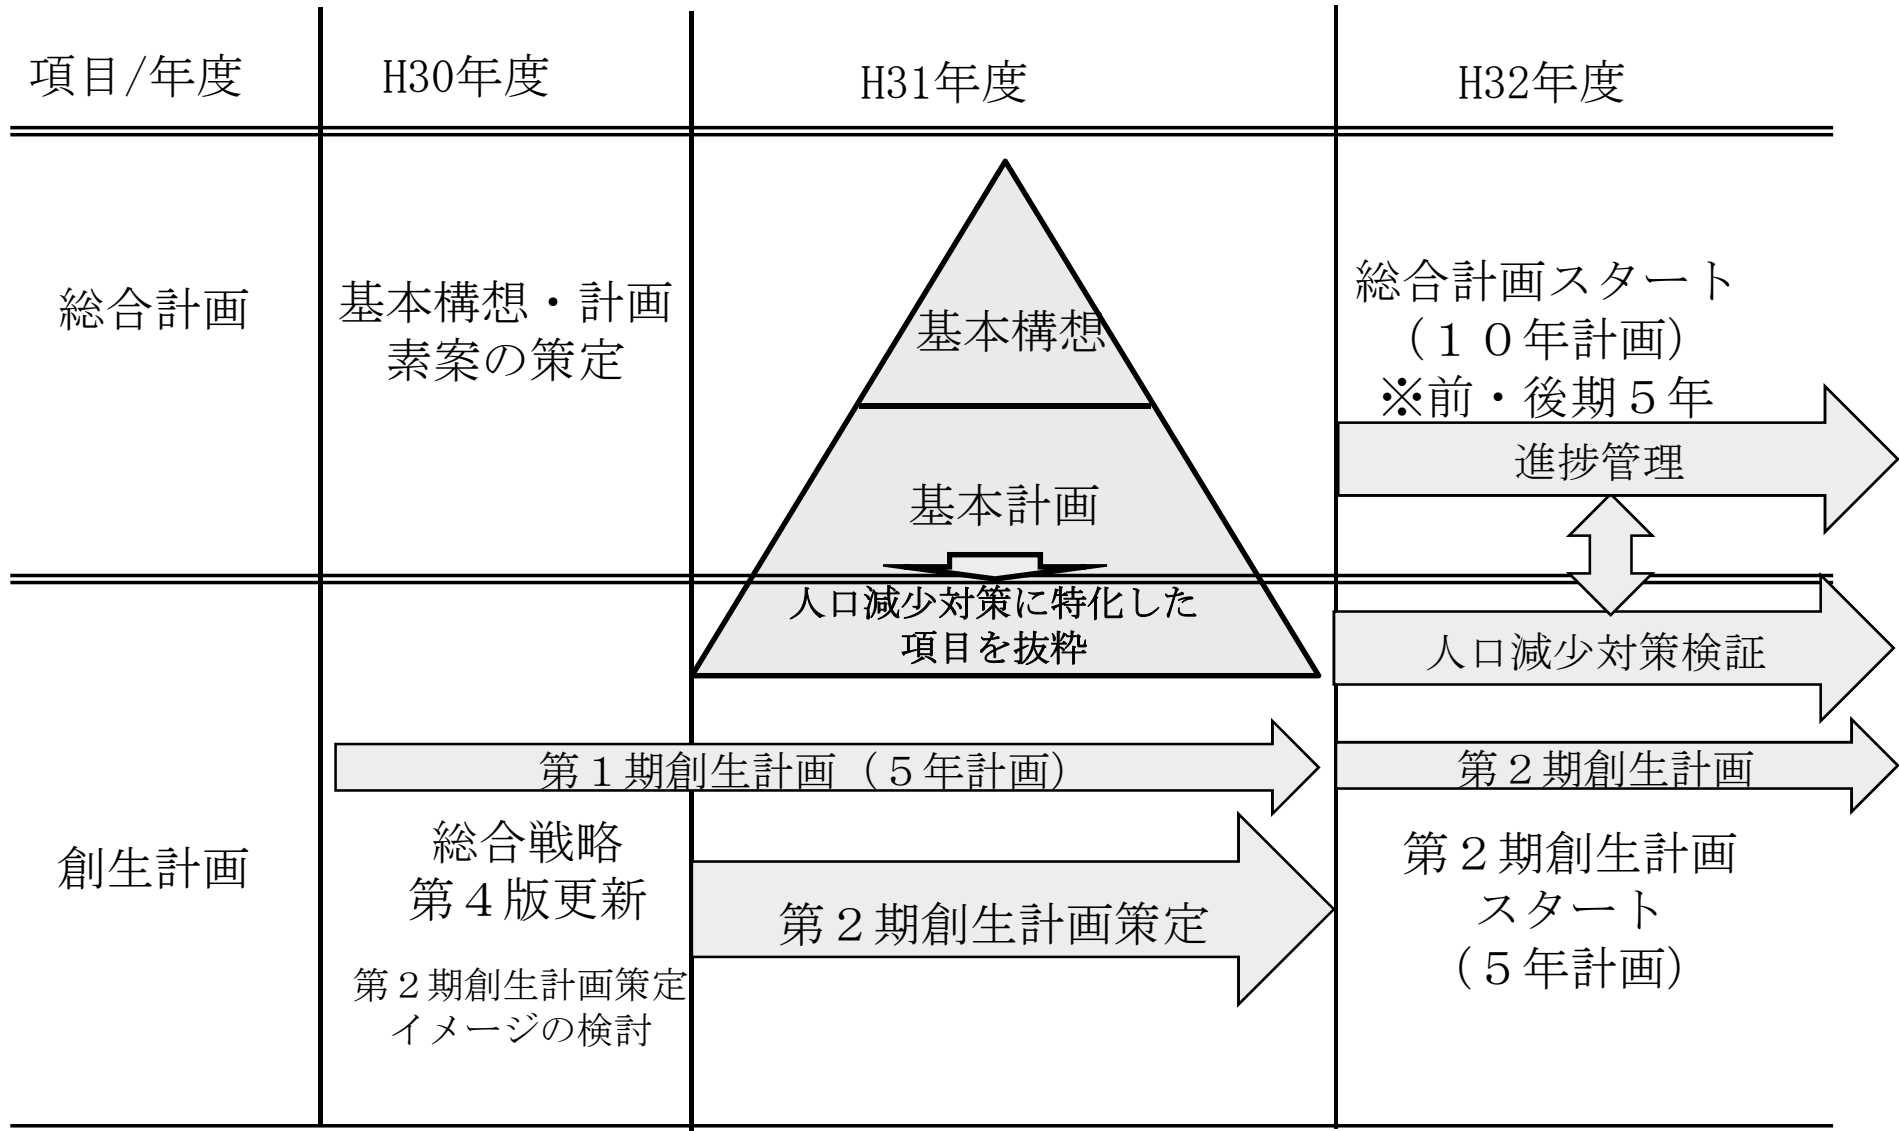 項目/年度
H30年度
H31年度
H32年度
総合計画
基本構想・計画
素案の策定
基本構想
基本計画
人口減少対策に特化した
項目を抜粋
総合計画スタート
（１０年計画）
※前・後期５年
進捗管理
人口減少対策検証
創生計画
第１期創生計画（５年計画）
第２期創生計画
総合戦略
第４版更新
第２期創生計画策定
イメージの検討
第２期創生計画策定
第２期創生計画
スタート
（５年計画）